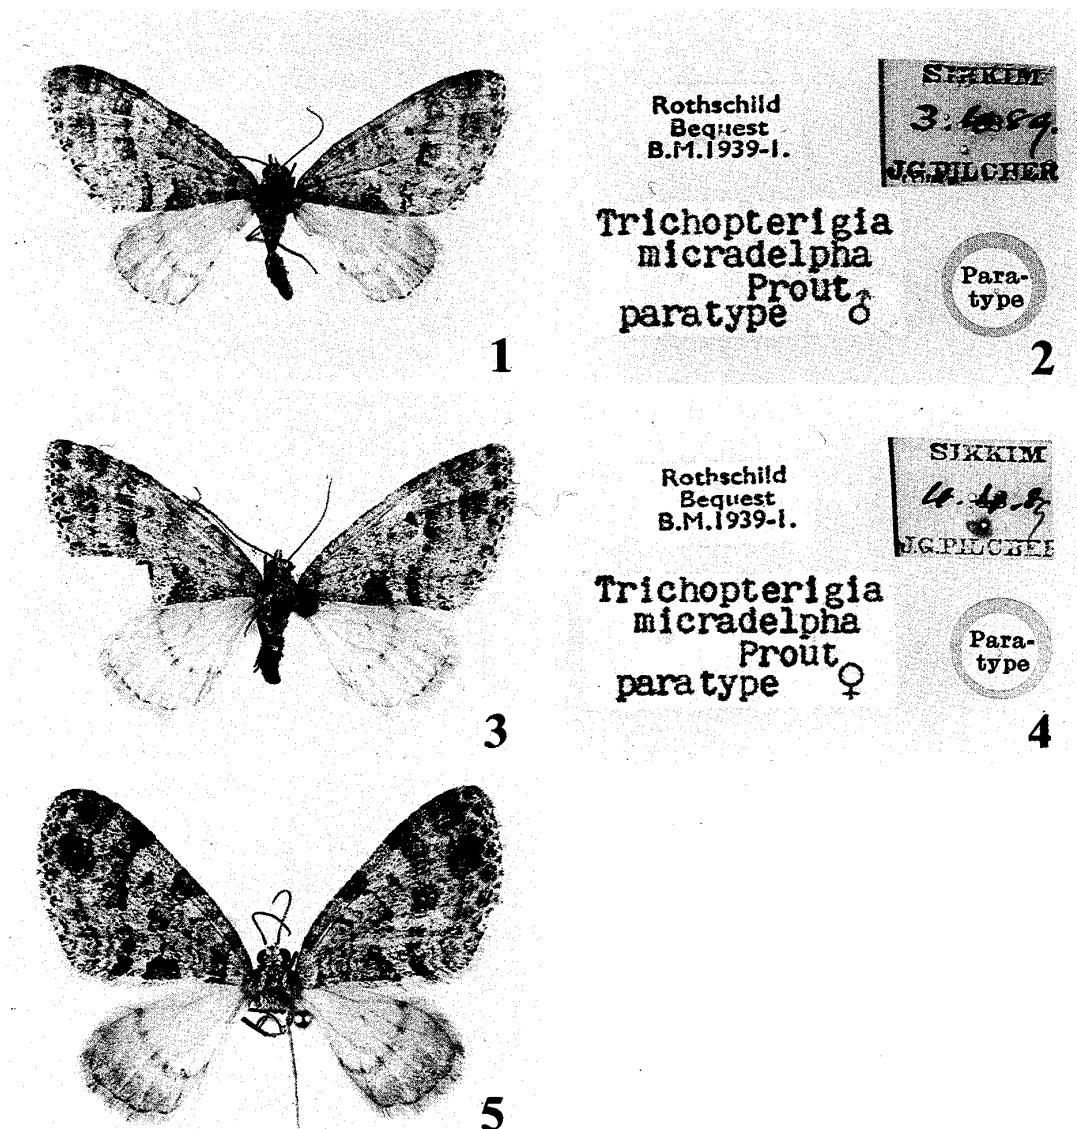 1
Rothschild
Bequest
B.M.1939-1.
SIKKIM
J.G.PILCHER
Trichopterigia
micradelpha
Prout
paratype ♂
Para-
type
2
3
Rothschild
Bequest
B.M.1939-1.
SIKKIM
J.G.PILCHER
Trichopterigia
micradelpha
Prout
paratype ♀
Para-
type
4
5